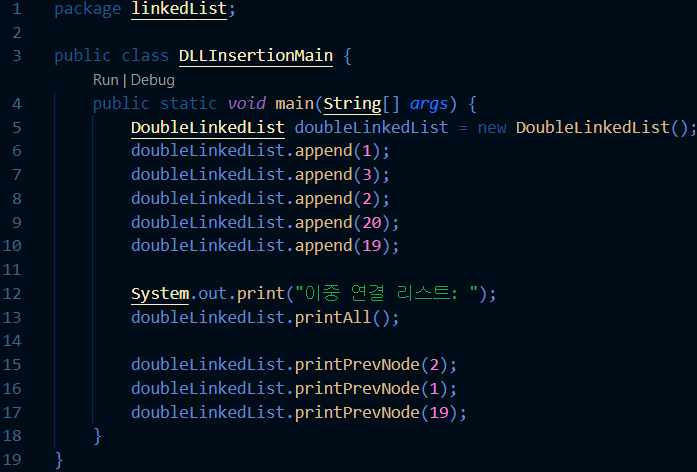 1 package linkedList;
2
3 public class DLLInsertionMain {
Run | Debug
4 public static void main(String[] args) {
5 DoubleLinkedList doubleLinkedList = new DoubleLinkedList();
6 doubleLinkedList.append(1);
7 doubleLinkedList.append(3);
8 doubleLinkedList.append(2);
9 doubleLinkedList.append(20);
10 doubleLinkedList.append(19);
11
12 System.out.print("이중 연결 리스트: ");
13 doubleLinkedList.printAll();
14
15 doubleLinkedList.printPrevNode(2);
16 doubleLinkedList.printPrevNode(1);
17 doubleLinkedList.printPrevNode(19);
18 }
19 }